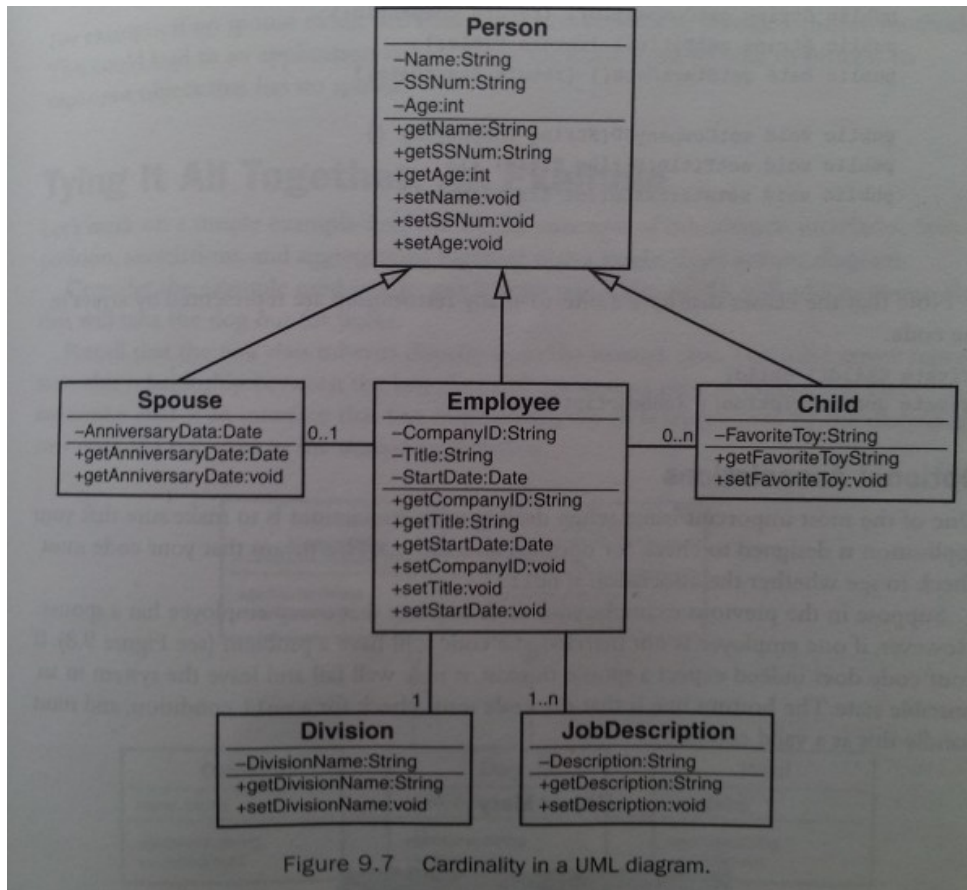 Person
–Name:String
–SSNum:String
–Age:int
+getName:String
+getSSNum:String
+getAge:int
+setName:void
+setSSNum:void
+setAge:void
Spouse
–AnniversaryData:Date
+getAnniversaryDate:Date
+getAnniversaryDate:void
0..1
Employee
–CompanyID:String
–Title:String
–StartDate:Date
+getCompanyID:String
+getTitle:String
+getStartDate:Date
+setCompanyID:void
+setTitle:void
+setStartDate:void
0..n
Child
–FavoriteToy:String
+getFavoriteToyString
+setFavoriteToy:void
1
Division
–DivisionName:String
+getDivisionName:String
+setDivisionName:void
1..n
JobDescription
–Description:String
+getDescription:String
+setDescription:void
Figure 9.7 Cardinality in a UML diagram.